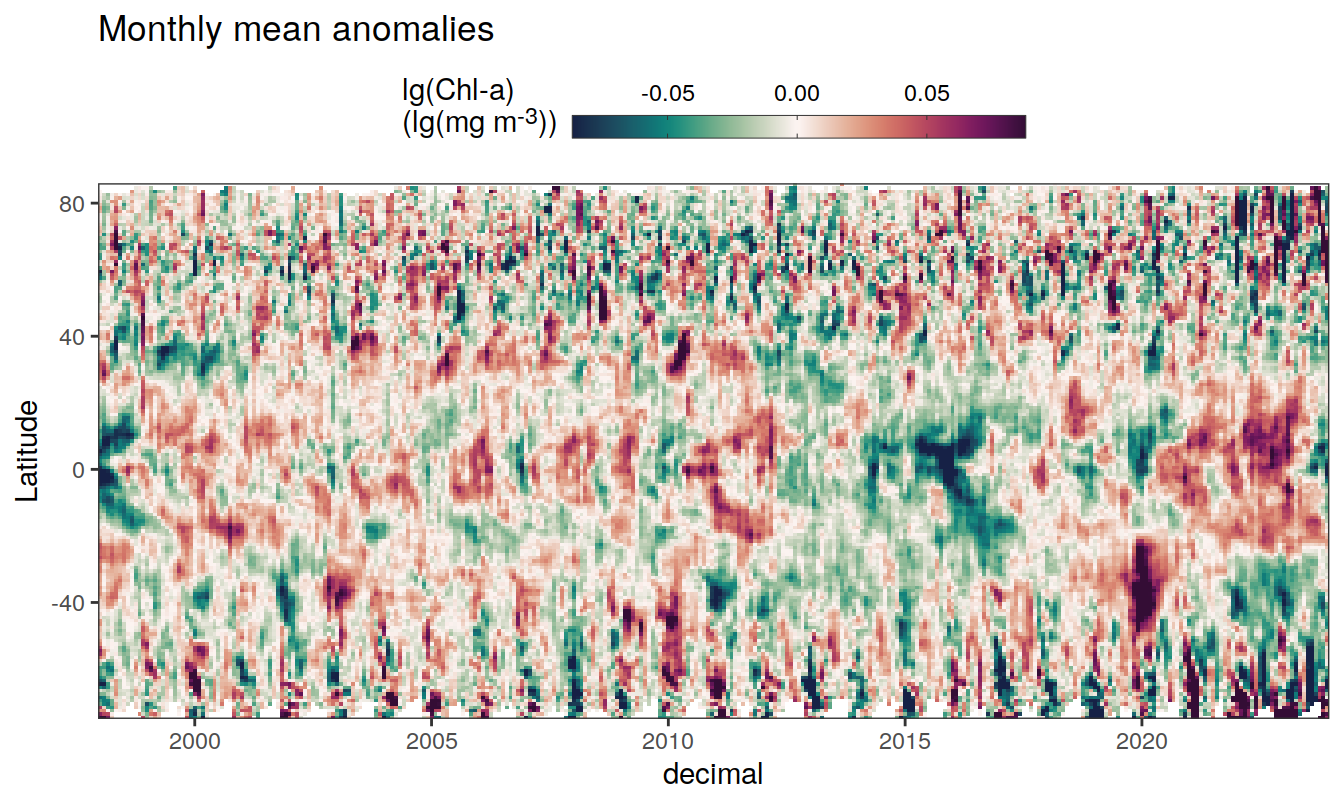 Monthly mean anomalies
lg(Chl-a)
(lg(mg m⁻³))
-0.05 0.00 0.05
Latitude
80
40
0
-40
2000 2005 2010 2015 2020
decimal